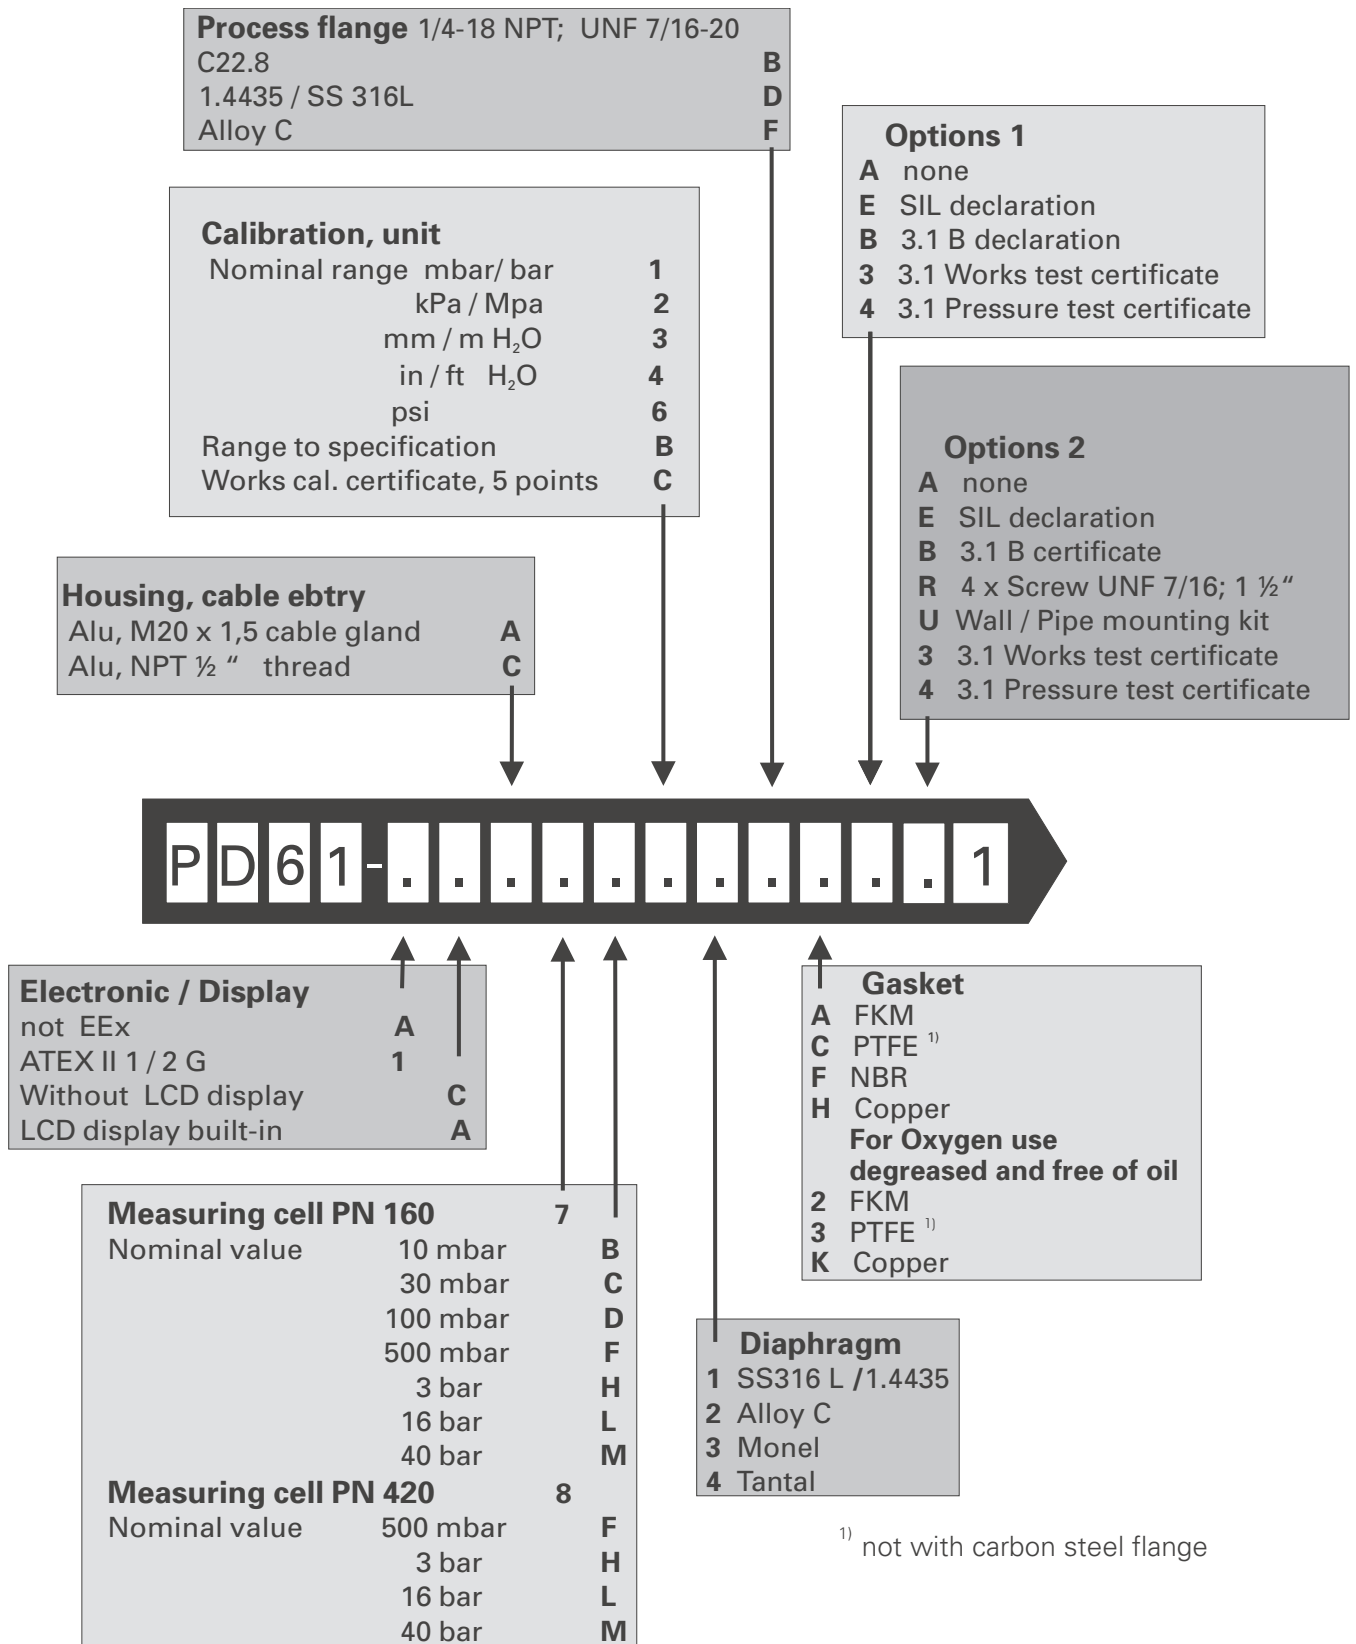 Process flange 1/4-18 NPT; UNF 7/16-20
C22.8 B
1.4435 / SS 316L D
Alloy C F
Options 1
A none
E SIL declaration
B 3.1 B declaration
3 3.1 Works test certificate
4 3.1 Pressure test certificate
Calibration, unit
Nominal range mbar/ bar 1
kPa / Mpa 2
mm / m H₂O 3
in / ft H₂O 4
psi 6
Range to specification B
Works cal. certificate, 5 points C
Options 2
A none
E SIL declaration
B 3.1 B certificate
R 4 x Screw UNF 7/16; 1 ½“
U Wall / Pipe mounting kit
3 3.1 Works test certificate
4 3.1 Pressure test certificate
Housing, cable ebtry
Alu, M20 x 1,5 cable gland A
Alu, NPT ½ “ thread C
PD61-...........1
Electronic / Display
not EEx A
ATEX II 1 / 2 G 1
Without LCD display C
LCD display built-in A
Gasket
A FKM
C PTFE ¹⁾
F NBR
H Copper
For Oxygen use
degreased and free of oil
2 FKM
3 PTFE ¹⁾
K Copper
Measuring cell PN 160 7
Nominal value 10 mbar B
30 mbar C
100 mbar D
500 mbar F
3 bar H
16 bar L
40 bar M
Measuring cell PN 420 8
Nominal value 500 mbar F
3 bar H
16 bar L
40 bar M
Diaphragm
1 SS316 L /1.4435
2 Alloy C
3 Monel
4 Tantal
¹⁾ not with carbon steel flange